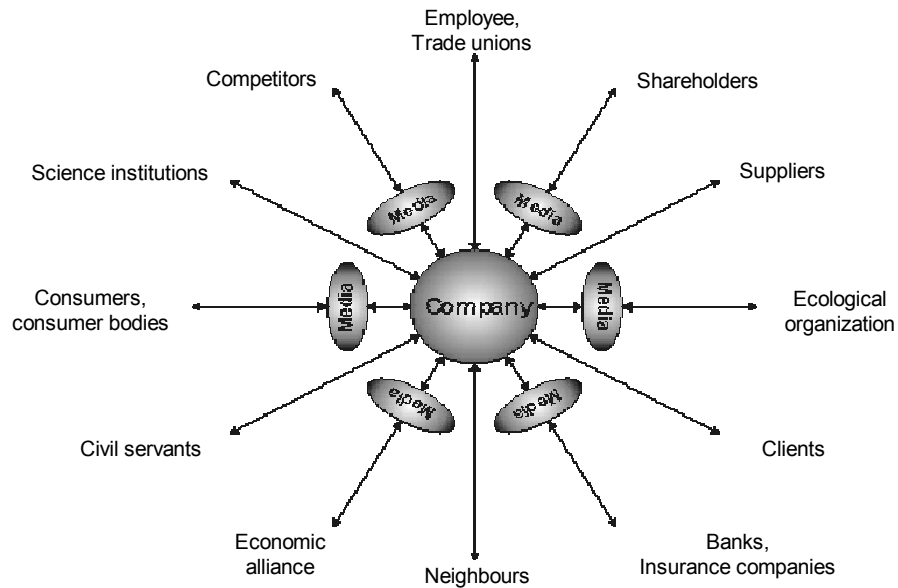 Employee,
Trade unions
Competitors
Shareholders
Science institutions
Suppliers
Media
Media
Consumers,
consumer bodies
Media
Company
Media
Ecological
organization
Media
Media
Civil servants
Clients
Economic
alliance
Neighbours
Banks,
Insurance companies